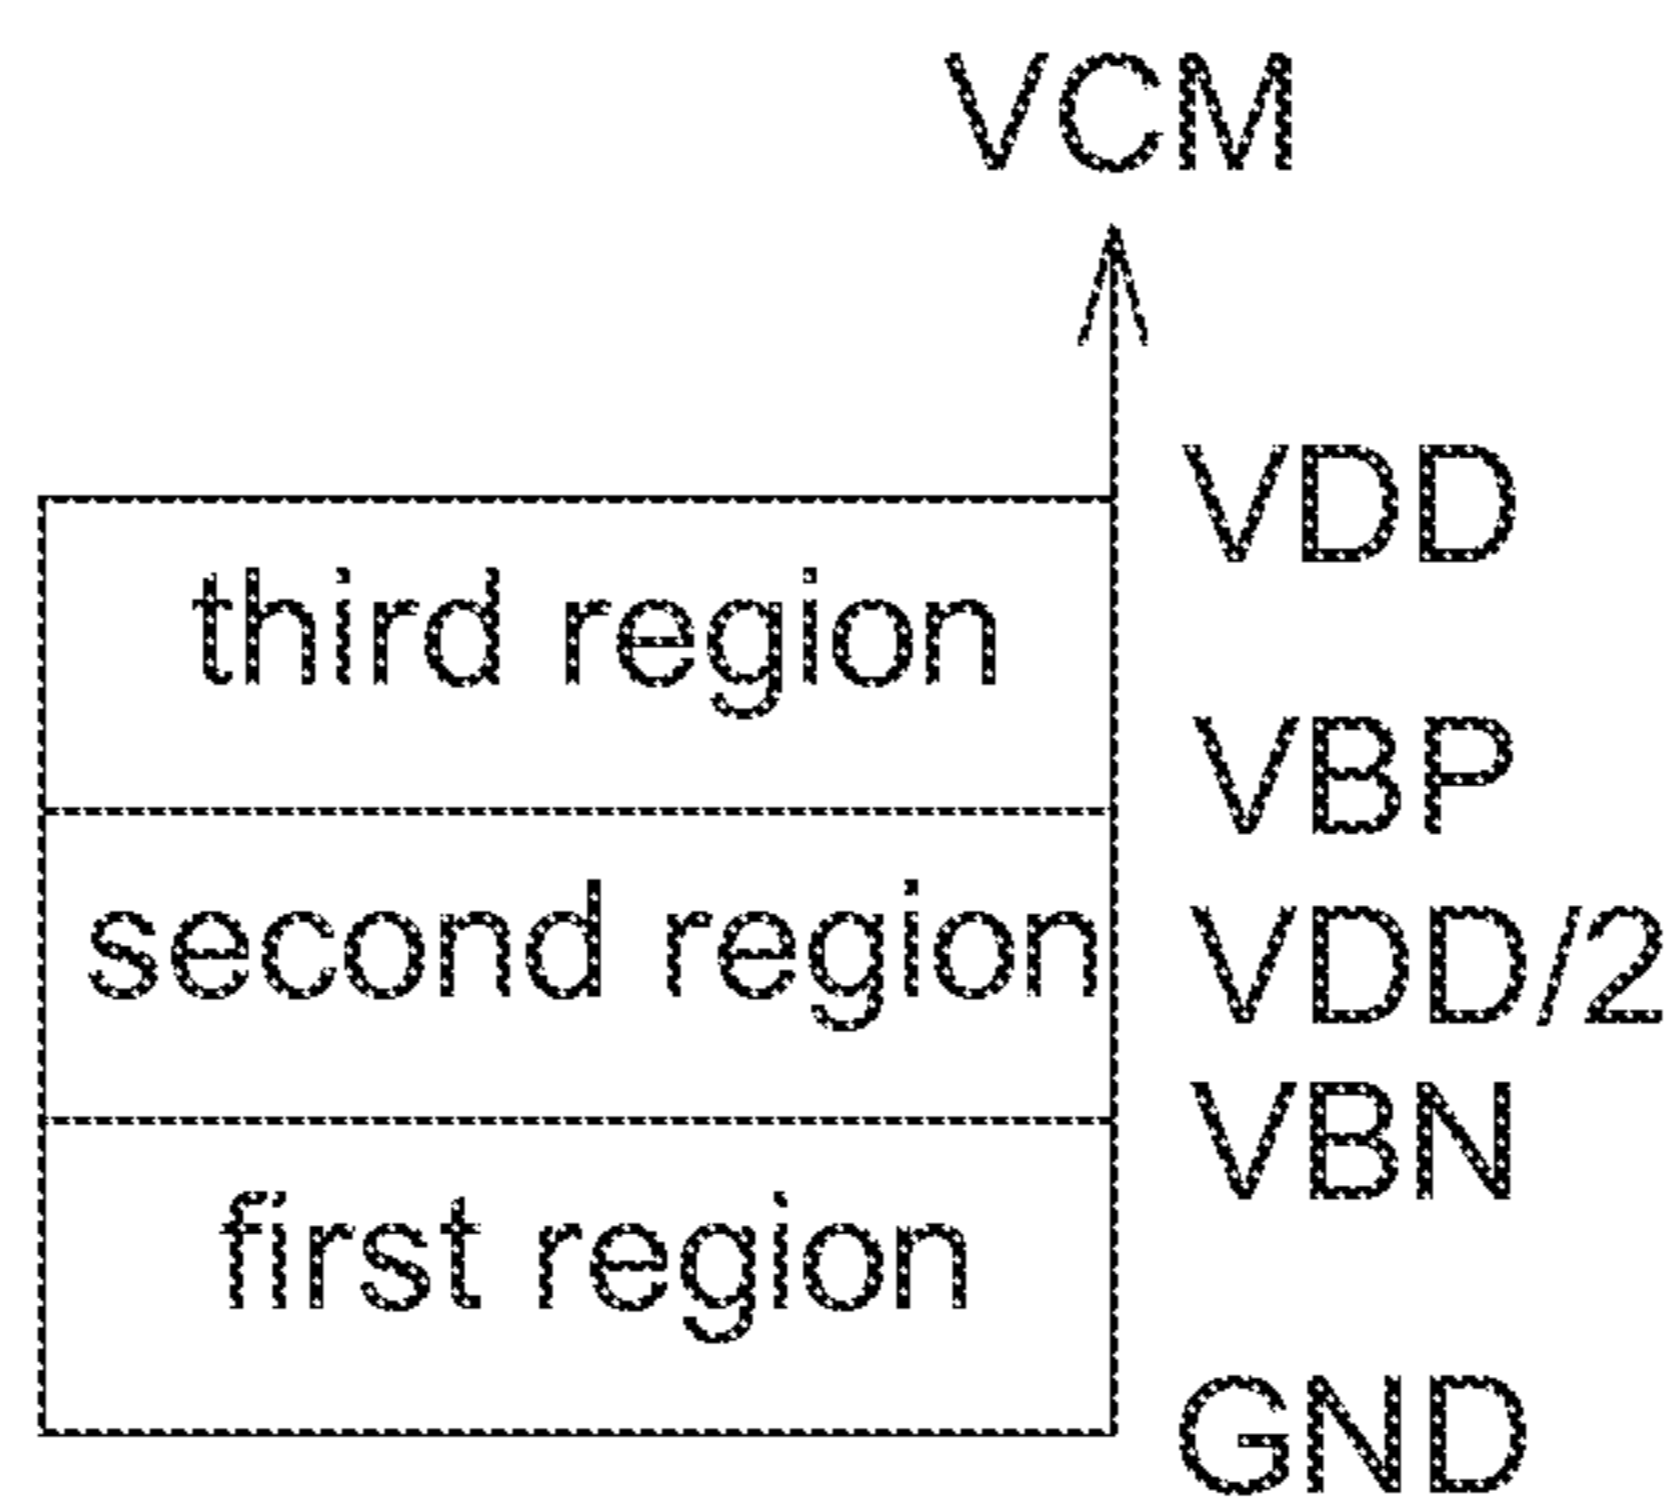 VCM
VDD
third region
VBP
second region
VDD/2
VBN
first region
GND